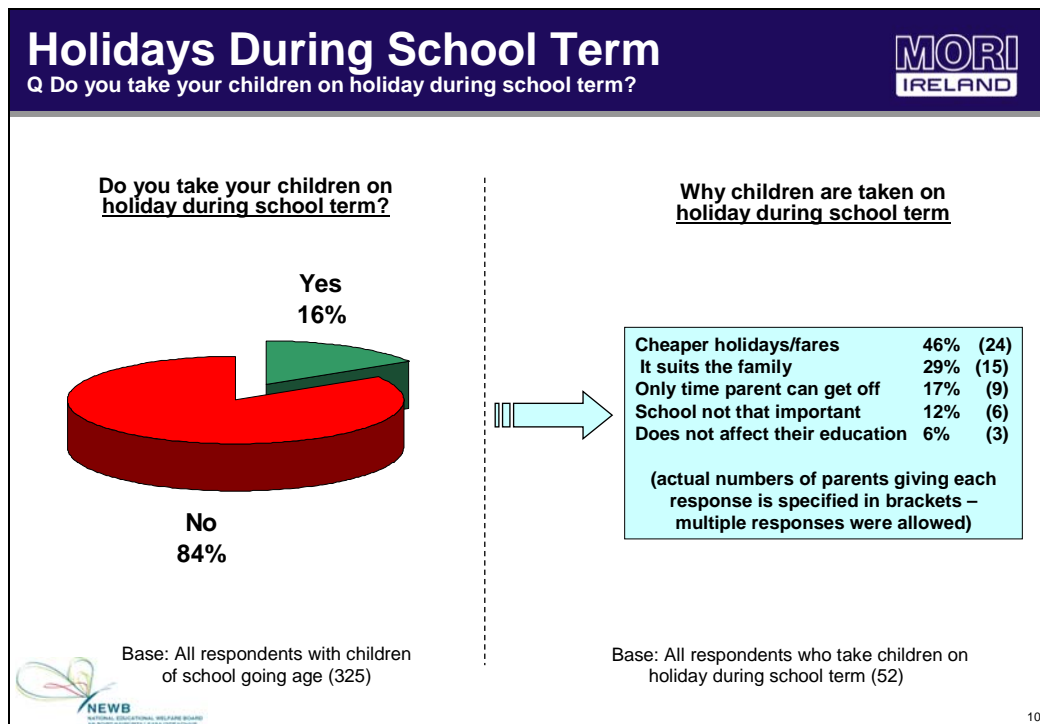 Holidays During School Term
Q Do you take your children on holiday during school term?
MORI
IRELAND
Do you take your children on
holiday during school term?
Yes
16%
No
84%
Base: All respondents with children
of school going age (325)
Why children are taken on
holiday during school term
Cheaper holidays/fares 46% (24)
It suits the family 29% (15)
Only time parent can get off 17% (9)
School not that important 12% (6)
Does not affect their education 6% (3)
(actual numbers of parents giving each
response is specified in brackets –
multiple responses were allowed)
Base: All respondents who take children on
holiday during school term (52)
NEWB
NATIONAL EDUCATIONAL WELFARE BOARD
10